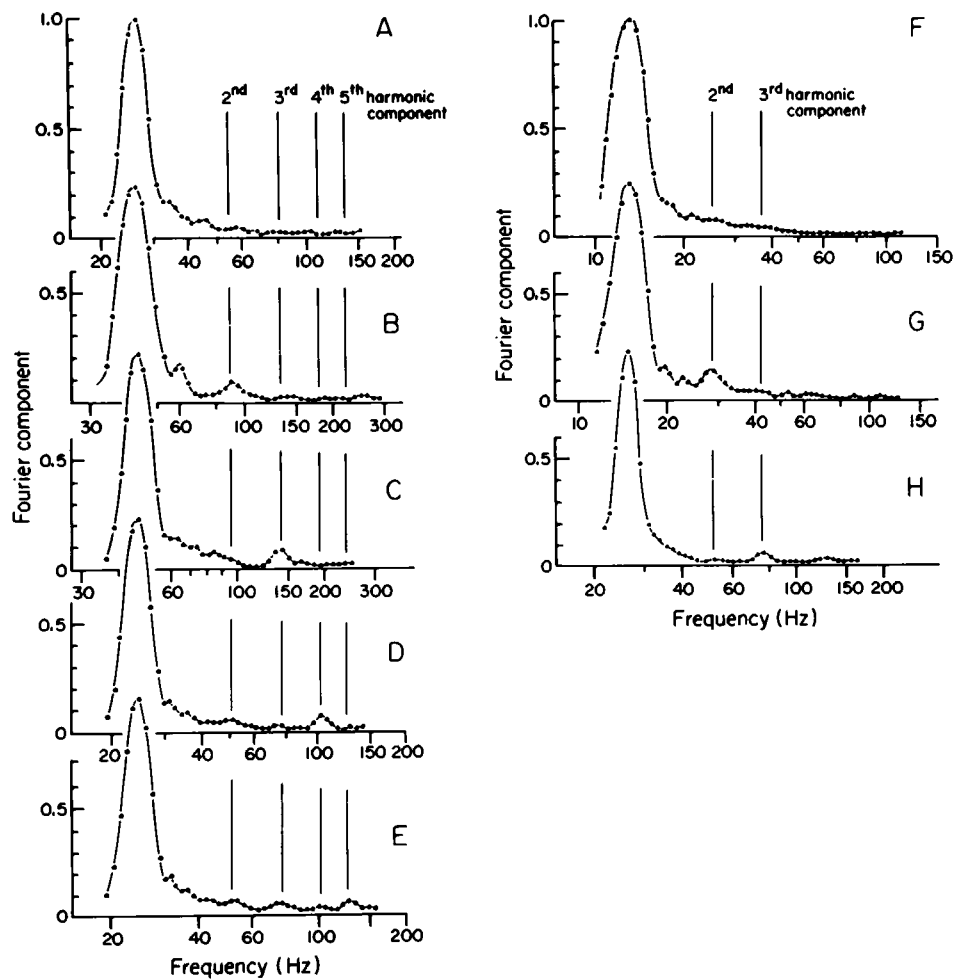 A
1.0
2nd 3rd 4th 5th harmonic
component
0.5
0
20 40 60 100 150 200
B
0.5
30 60 100 150 200 300
C
0.5
0
30 60 100 150 200 300
D
0.5
0
20 40 60 100 150 200
E
0.5
0
20 40 60 100 200
Fourier component
Frequency (Hz)
F
1.0
2nd 3rd harmonic
component
0.5
0
10 20 40 60 100 150
G
0.5
0
10 20 40 60 100 150
H
0.5
0
20 40 60 100 200
Fourier component
Frequency (Hz)